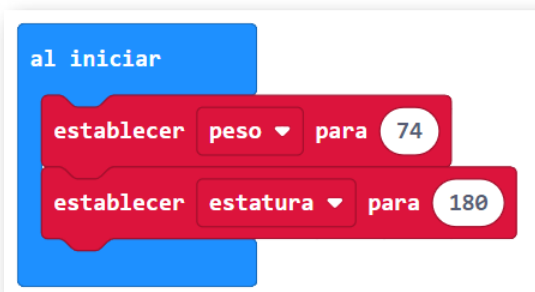 al iniciar
establecer peso para 74
establecer estatura para 180